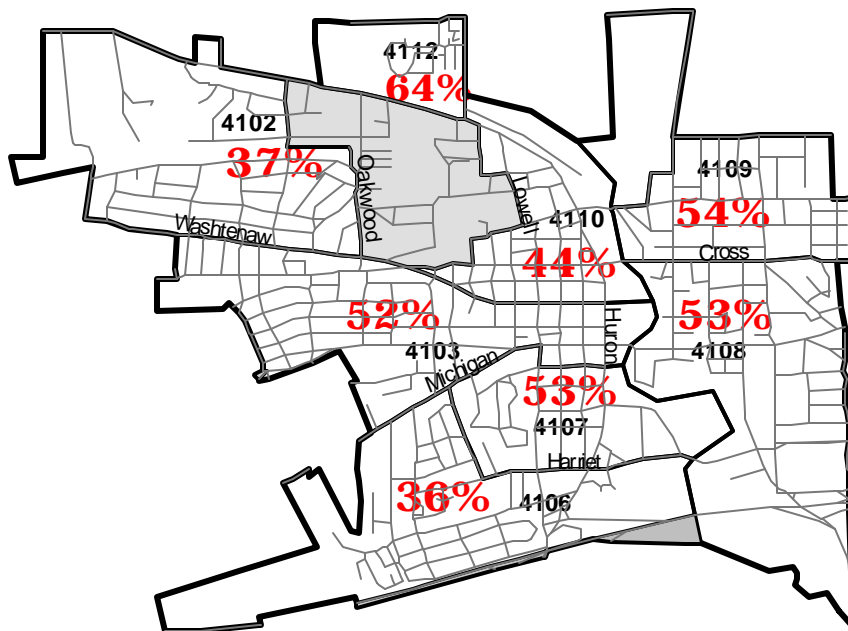 4112
64%
4102
37%
Oakwood
Lowell
4109
54%
Washtenaw
4110
44%
Cross
52%
4103
Huron
53%
4108
Michigan
53%
4107
Harriet
36%
4106